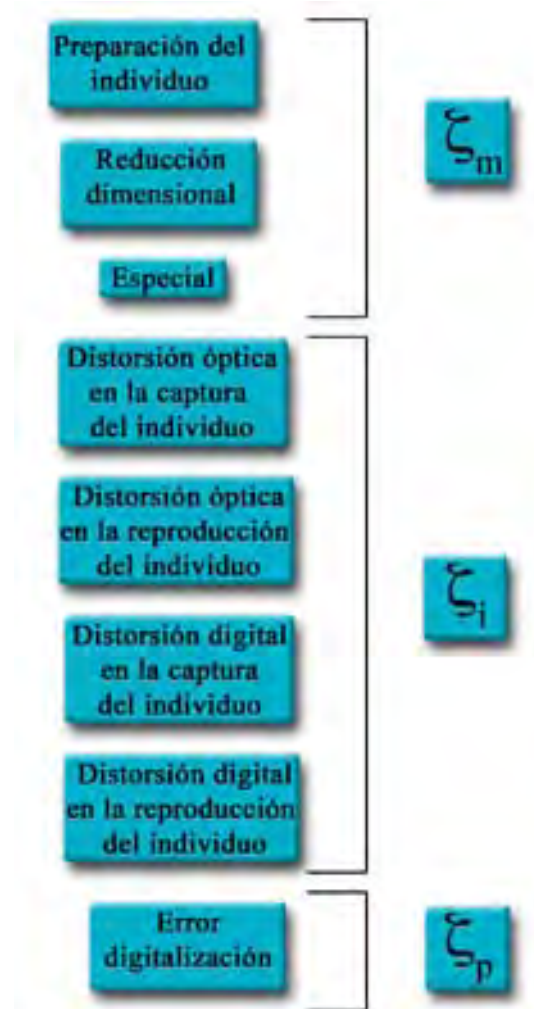 Preparación del
individuo
Reducción
dimensional
Especial
ζm
Distorsión óptica
en la captura
del individuo
Distorsión óptica
en la reproducción
del individuo
Distorsión digital
en la captura
del individuo
Distorsión digital
en la reproducción
del individuo
ζi
Error
digitalización
ζp